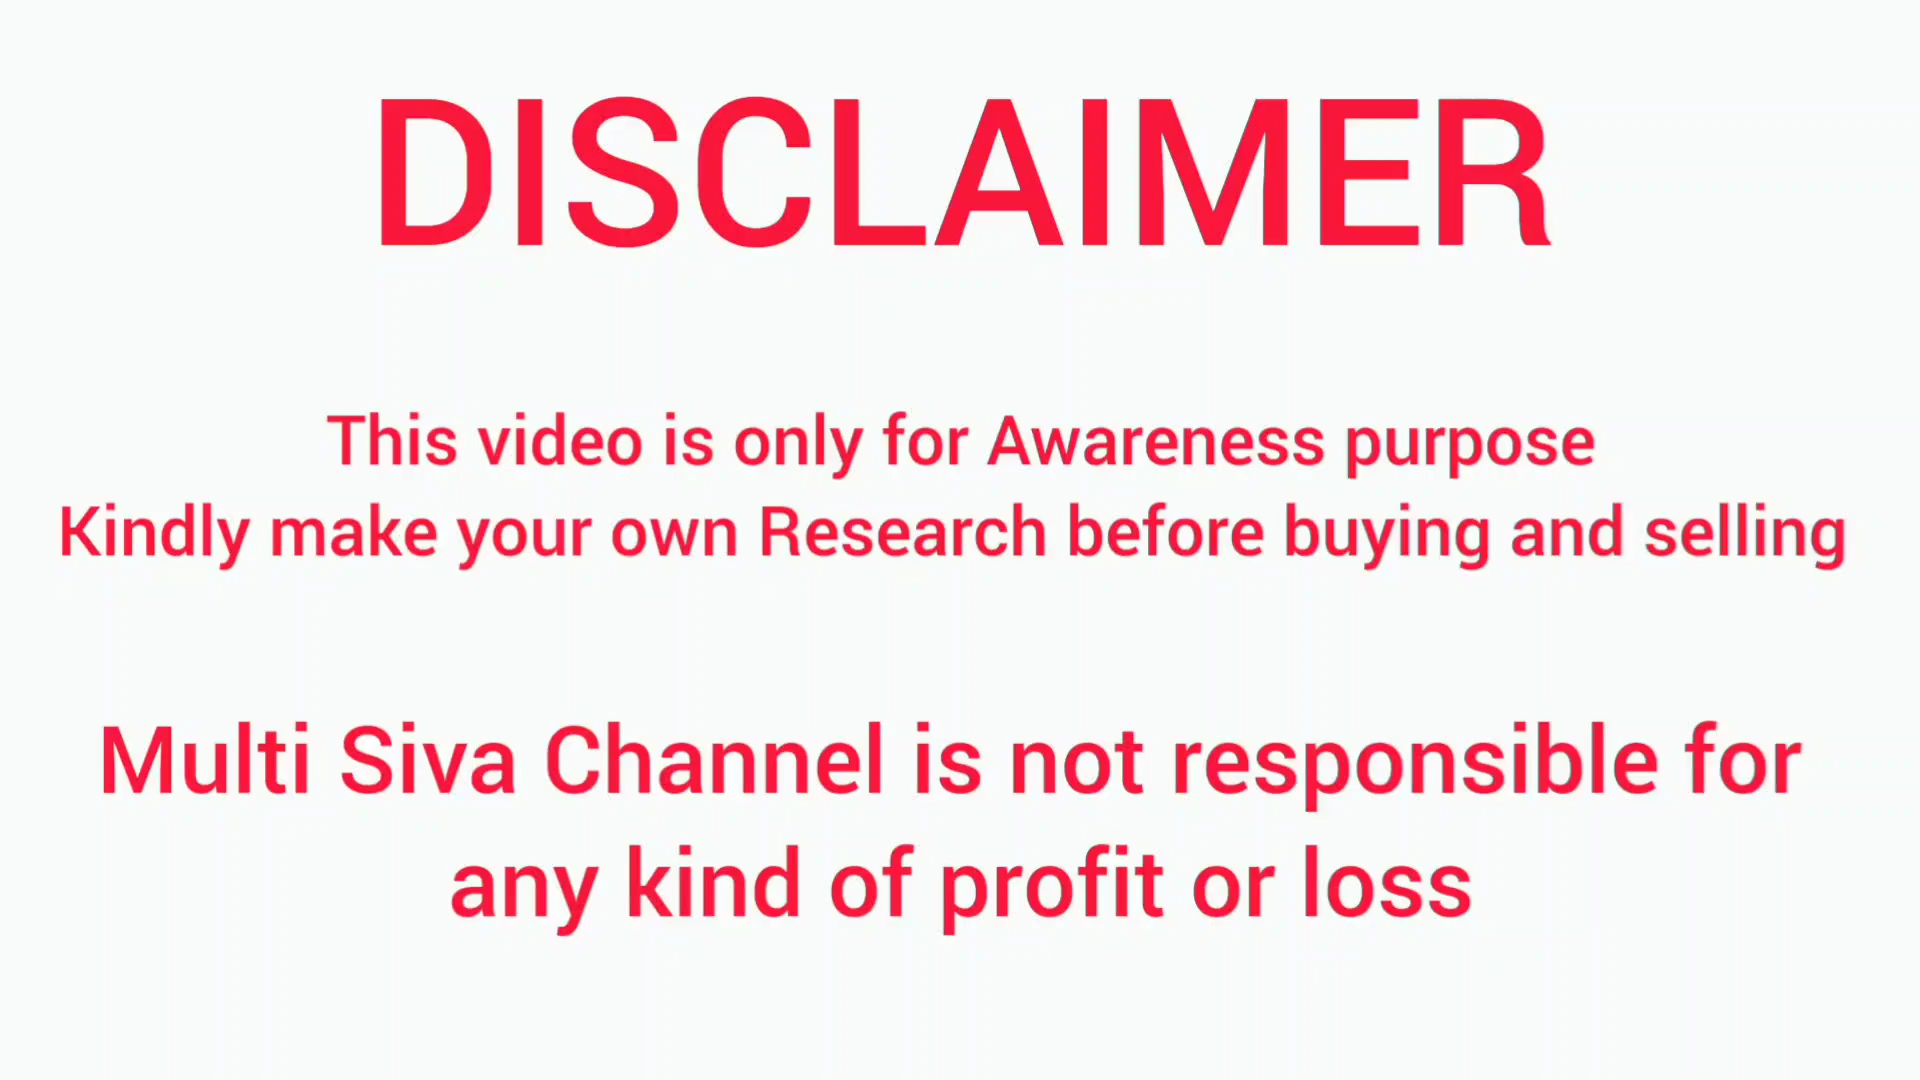 DISCLAIMER
This video is only for Awareness purpose
Kindly make your own Research before buying and selling
Multi Siva Channel is not responsible for
any kind of profit or loss